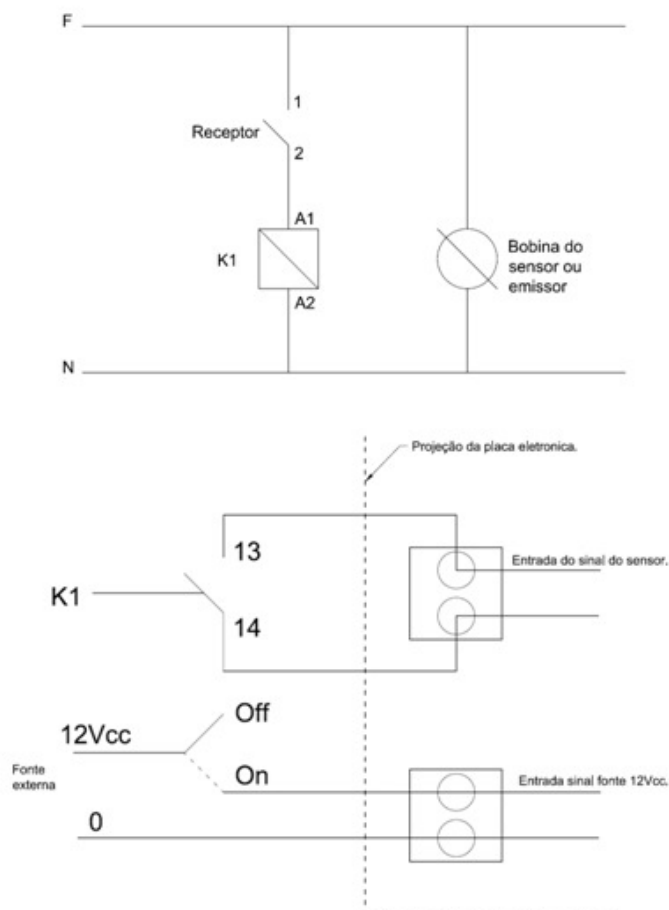 F
1
Receptor
2
A1
K1
A2
Bobina do
sensor ou
emissor
N
Projeção da placa eletronica.
13
Entrada do sinal do sensor.
K1
14
Off
12Vcc
Fonte
externa
On
Entrada sinal fonte 12Vcc.
0